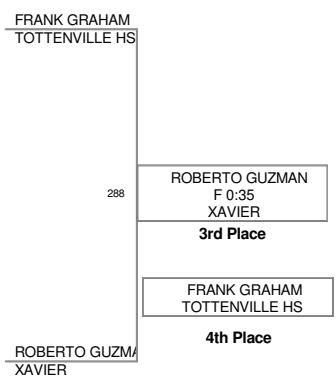 FRANK GRAHAM
TOTTENVILLE HS
288
ROBERTO GUZMAN
F 0:35
XAVIER
3rd Place
FRANK GRAHAM
TOTTENVILLE HS
4th Place
ROBERTO GUZMA
XAVIER